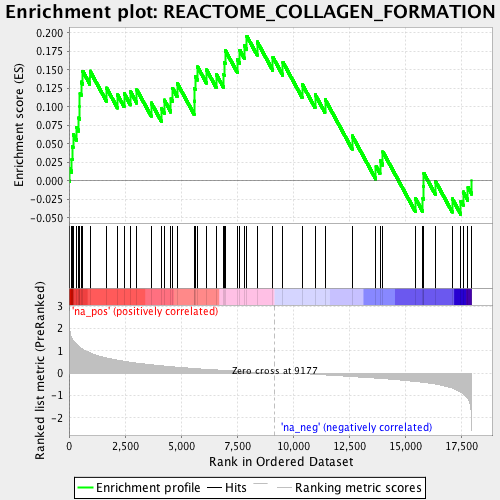 Enrichment plot: REACTOME_COLLAGEN_FORMATION
Enrichment score (ES)
0.200
0.175
0.150
0.125
0.100
0.075
0.050
0.025
0.000
-0.025
-0.050
'na_pos' (positively correlated)
Ranked list metric (PreRanked)
3
2
1
0
-1
-2
Zero cross at 9177
'na_neg' (negatively correlated)
0 2,500 5,000 7,500 10,000 12,500 15,000 17,500
Rank in Ordered Dataset
Enrichment profile Hits Ranking metric scores